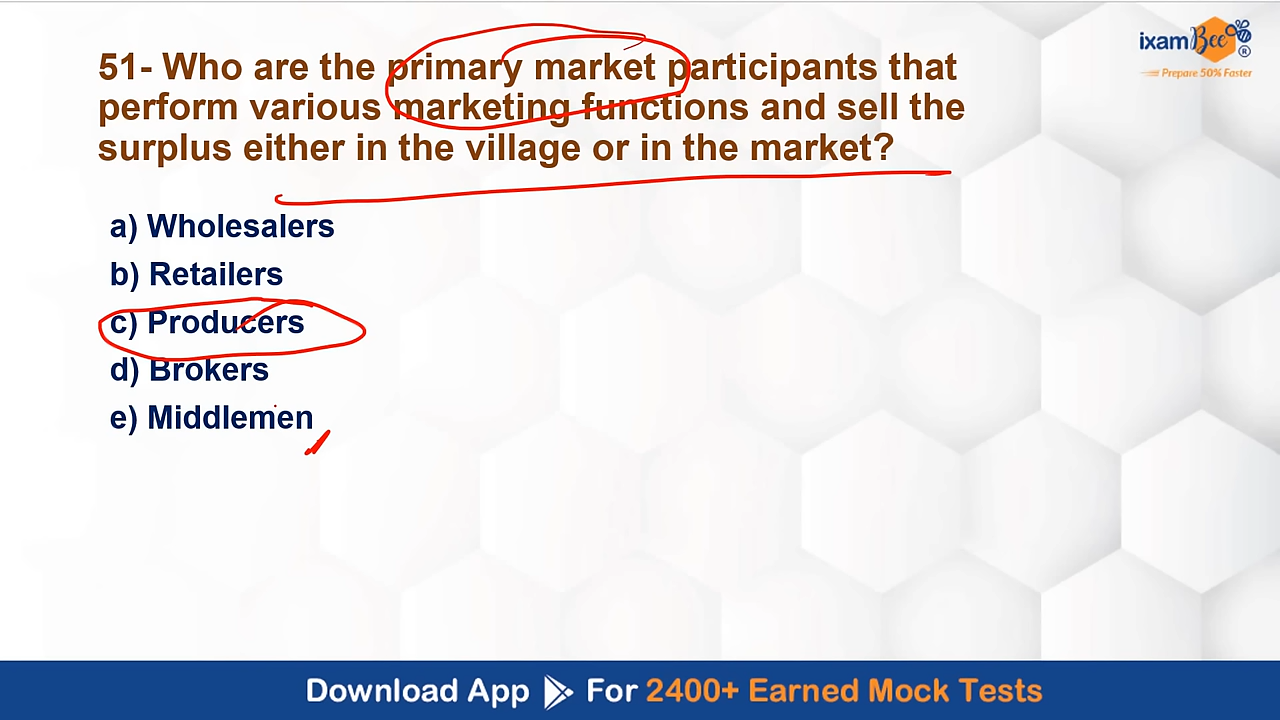 ixamBee®
Prepare 50% Faster
51- Who are the primary market participants that
perform various marketing functions and sell the
surplus either in the village or in the market?
a) Wholesalers
b) Retailers
c) Producers
d) Brokers
e) Middlemen
Download App For 2400+ Earned Mock Tests